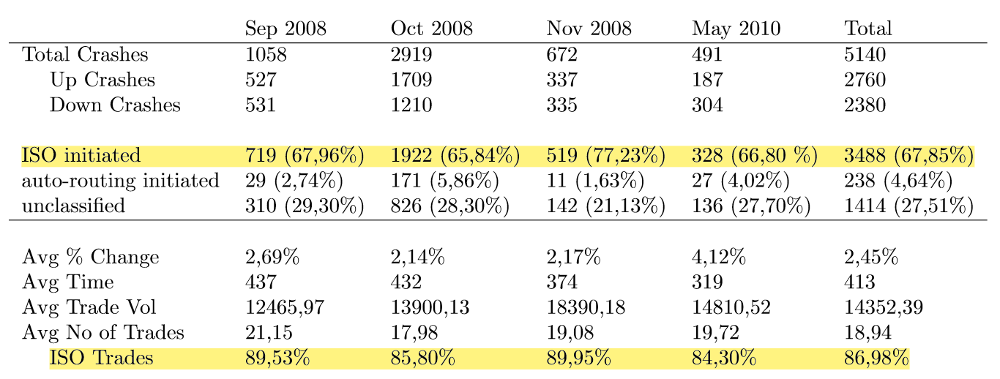 Sep 2008 Oct 2008 Nov 2008 May 2010 Total
Total Crashes 1058 2919 672 491 5140
Up Crashes 527 1709 337 187 2760
Down Crashes 531 1210 335 304 2380
ISO initiated 719 (67,96%) 1922 (65,84%) 519 (77,23%) 328 (66,80 %) 3488 (67,85%)
auto-routing initiated 29 (2,74%) 171 (5,86%) 11 (1,63%) 27 (4,02%) 238 (4,64%)
unclassified 310 (29,30%) 826 (28,30%) 142 (21,13%) 136 (27,70%) 1414 (27,51%)
Avg % Change 2,69% 2,14% 2,17% 4,12% 2,45%
Avg Time 437 432 374 319 413
Avg Trade Vol 12465,97 13900,13 18390,18 14810,52 14352,39
Avg No of Trades 21,15 17,98 19,08 19,72 18,94
ISO Trades 89,53% 85,80% 89,95% 84,30% 86,98%